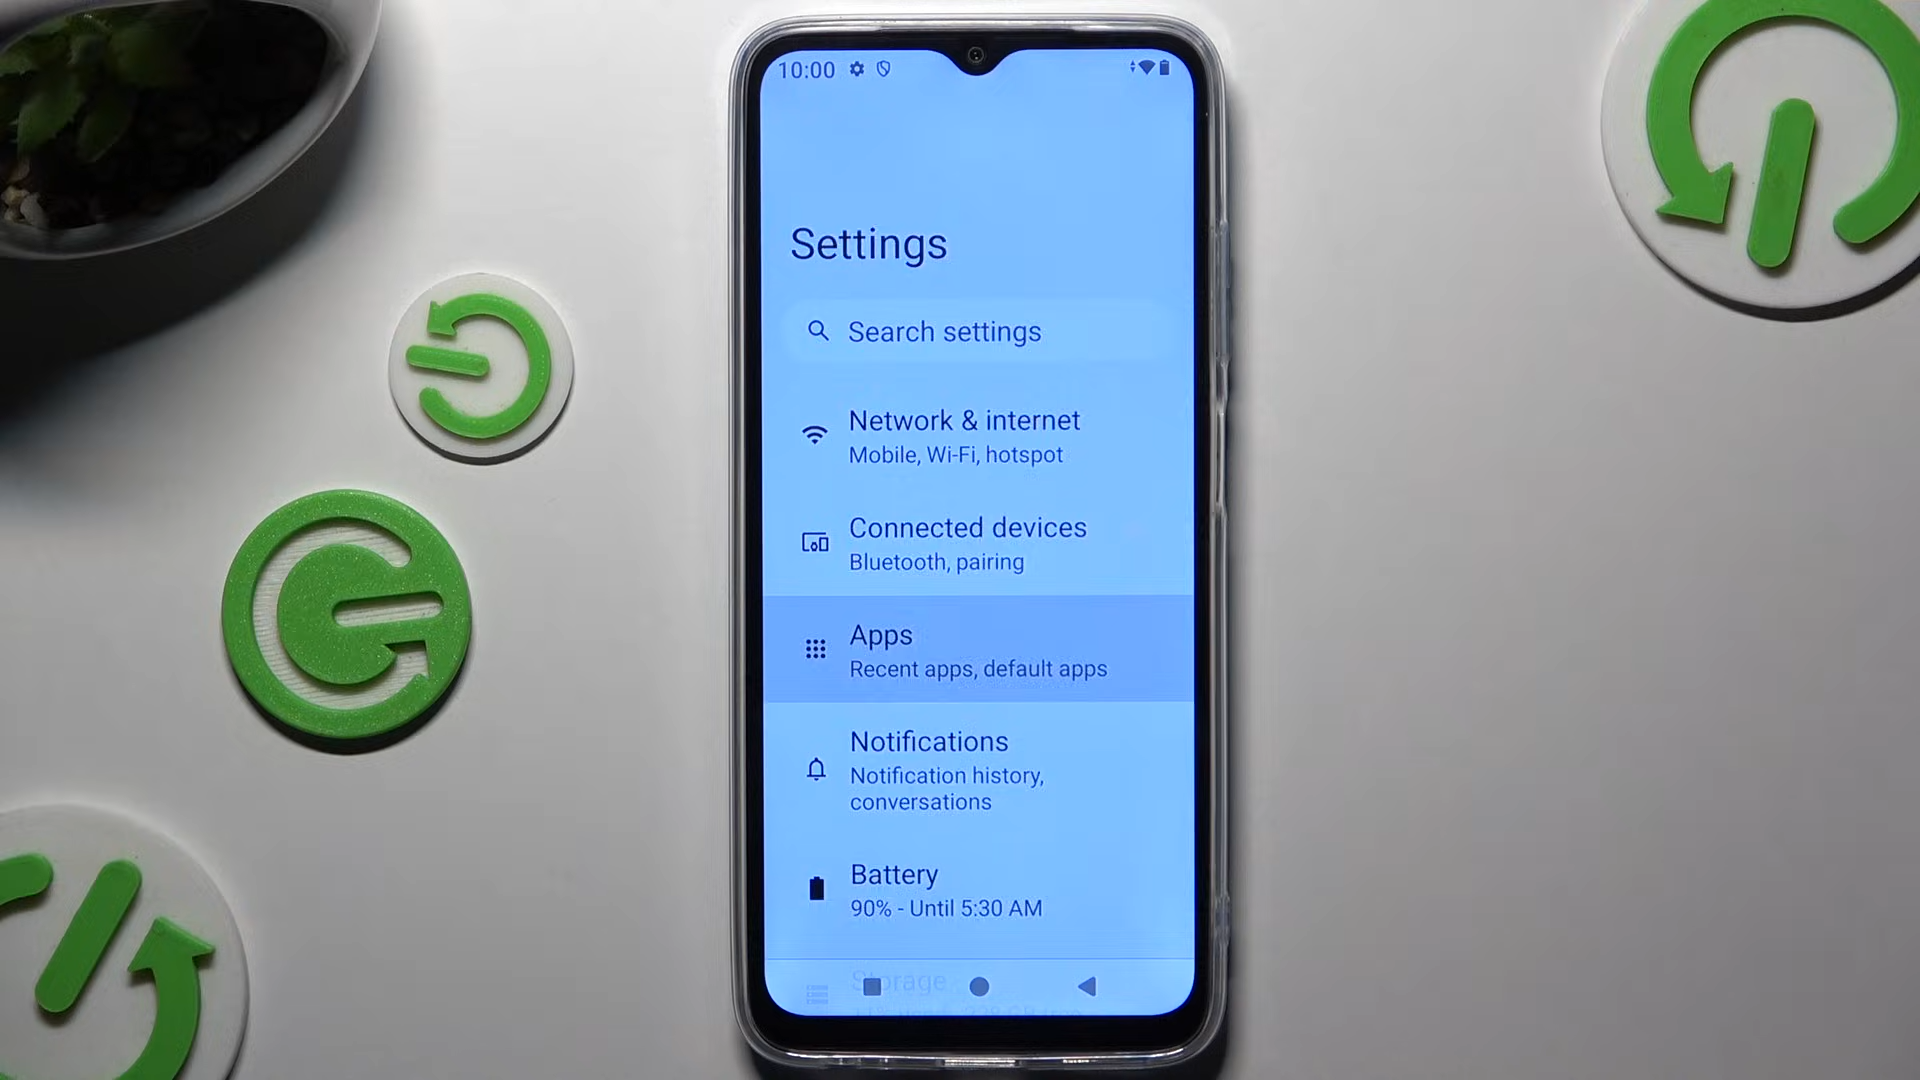 10:00
Settings
Search settings
Network & internet
Mobile, Wi-Fi, hotspot
Connected devices
Bluetooth, pairing
Apps
Recent apps, default apps
Notifications
Notification history,
conversations
Battery
90% - Until 5:30 AM
Storage